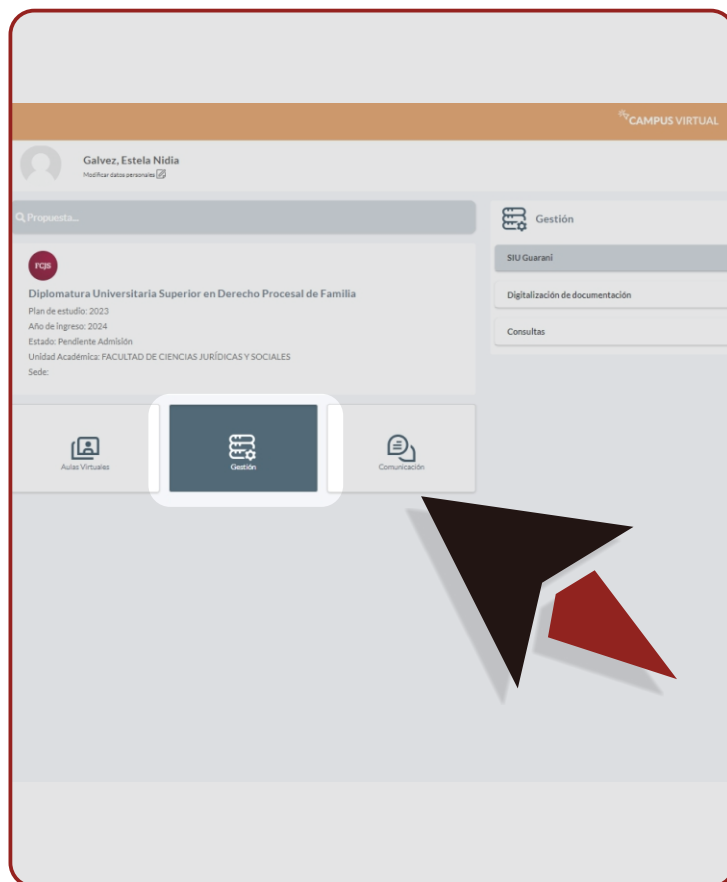 CAMPUS VIRTUAL
Galvez, Estela Nidia
Modificar datos personales
Propuesta...
Gestión
FCJS
SIU Guaraní
Diplomatura Universitaria Superior en Derecho Procesal de Familia
Plan de estudio: 2023
Año de ingreso: 2024
Estado: Pendiente Admisión
Unidad Académica: FACULTAD DE CIENCIAS JURÍDICAS Y SOCIALES
Sede:
Digitalización de documentación
Consultas
Aulas Virtuales
Gestión
Comunicación